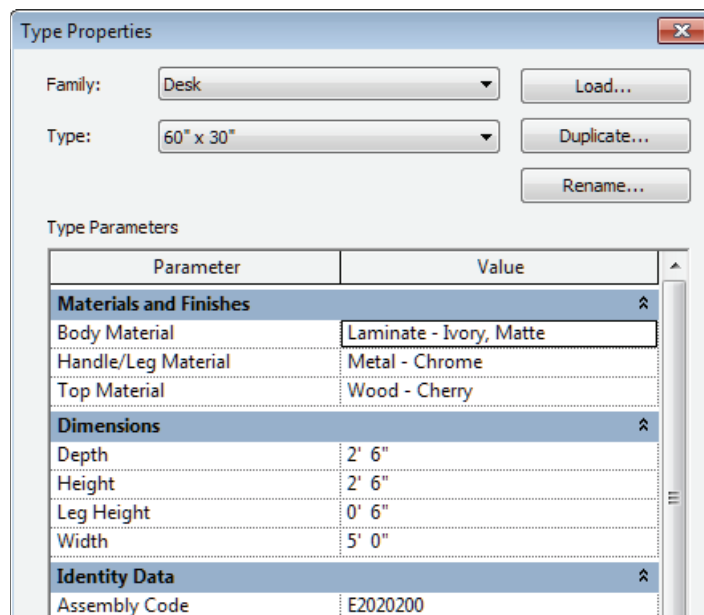 Type Properties
Family: Desk Load...
Type: 60" x 30" Duplicate...
Rename...
Type Parameters
Parameter Value
Materials and Finishes
Body Material Laminate - Ivory, Matte
Handle/Leg Material Metal - Chrome
Top Material Wood - Cherry
Dimensions
Depth 2' 6"
Height 2' 6"
Leg Height 0' 6"
Width 5' 0"
Identity Data
Assembly Code E2020200